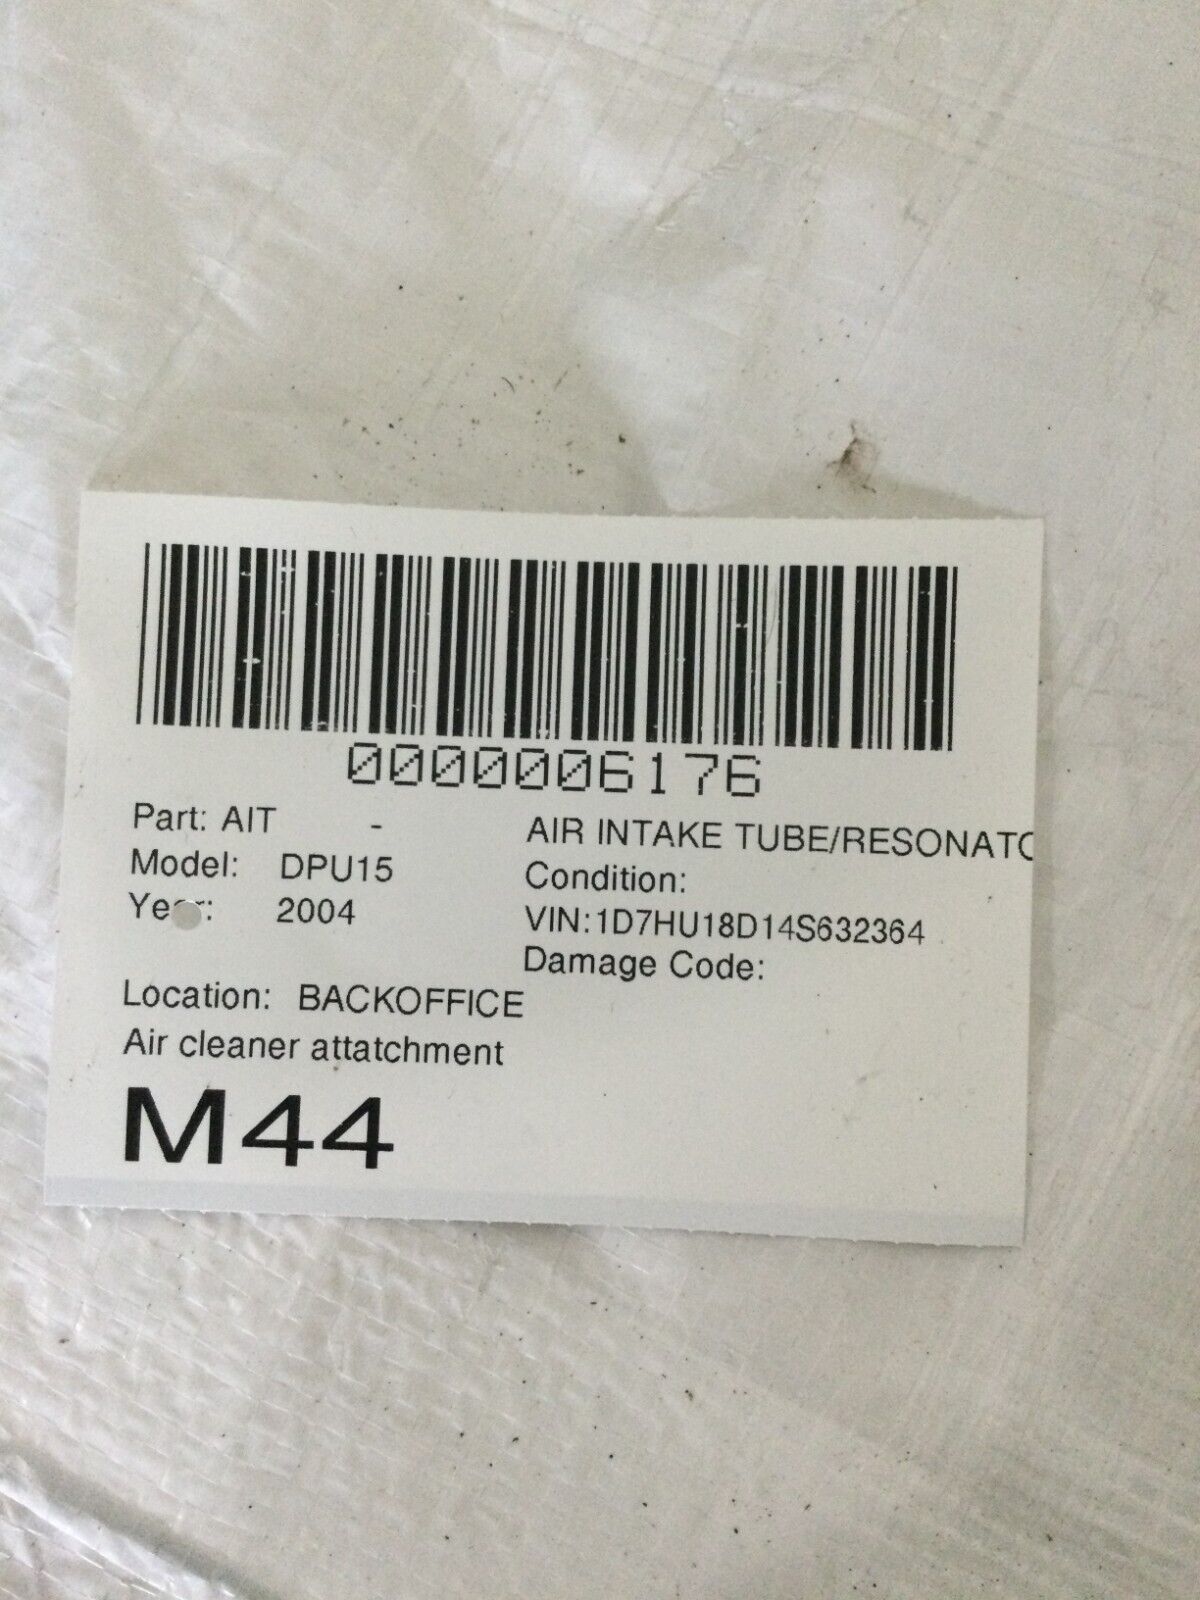 0000006176
Part: AIT - AIR INTAKE TUBE/RESONATO
Model: DPU15 Condition:
Year: 2004 VIN:1D7HU18D14S632364
Damage Code:
Location: BACKOFFICE
Air cleaner attatchment
M44